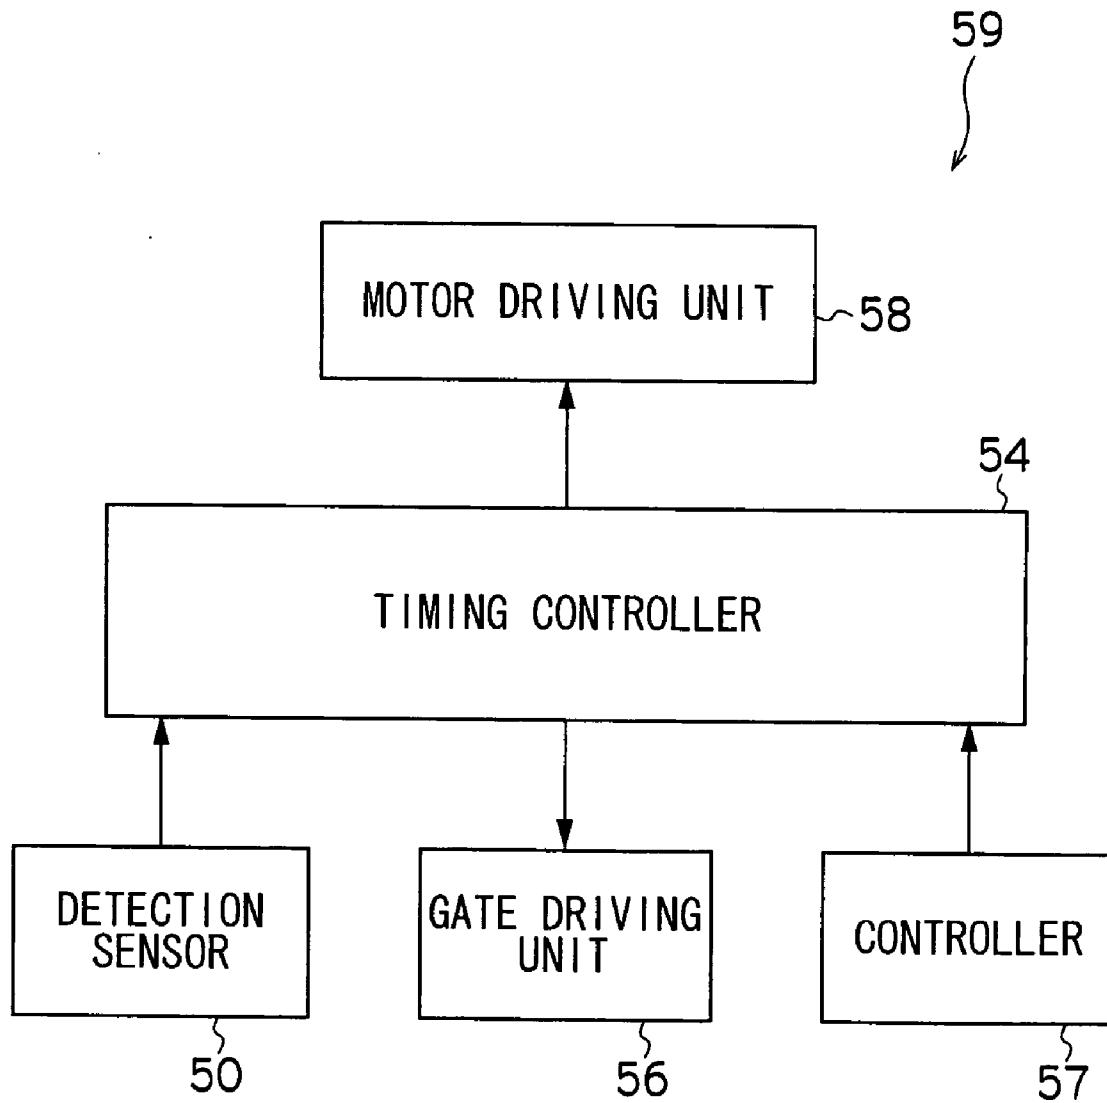 59
MOTOR DRIVING UNIT
58
54
TIMING CONTROLLER
DETECTION
SENSOR
GATE DRIVING
UNIT
CONTROLLER
50
56
57